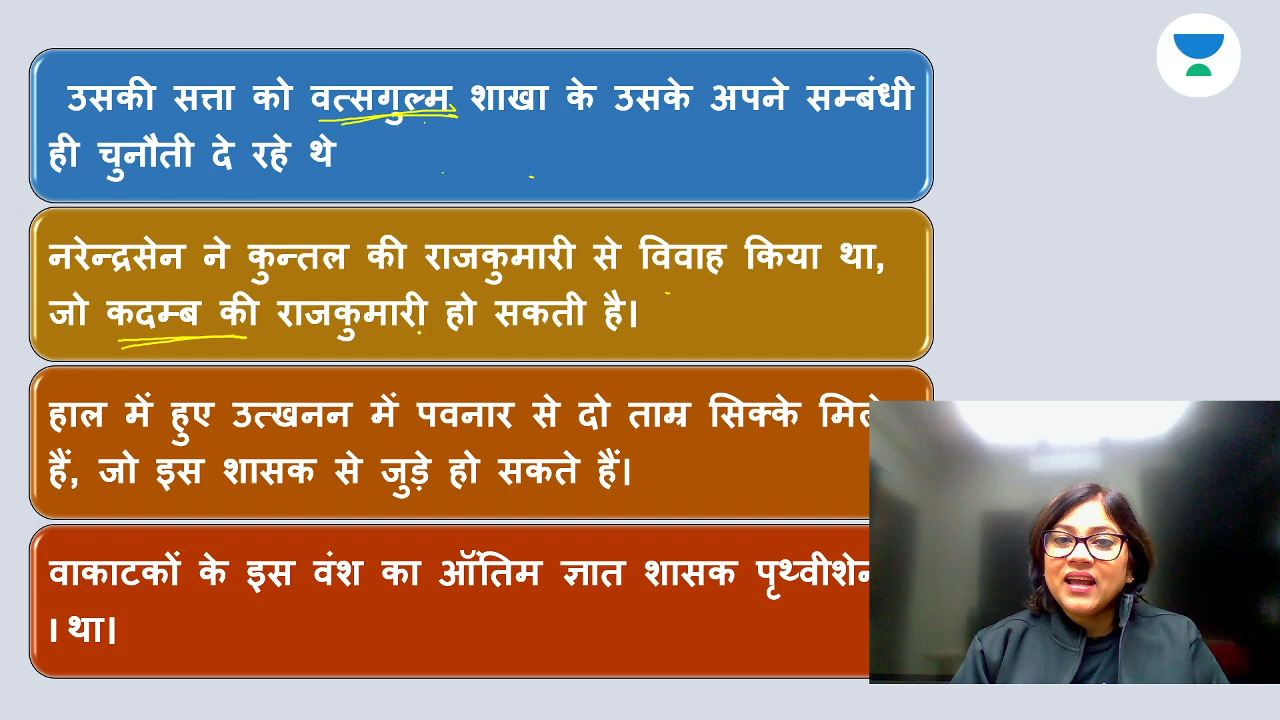 उसकी सत्ता को वत्सगुल्म शाखा के उसके अपने सम्बंधी
ही चुनौती दे रहे थे
नरेन्द्रसेन ने कुन्तल की राजकुमारी से विवाह किया था,
जो कदम्ब की राजकुमारी हो सकती है।
हाल में हुए उत्खनन में पवनार से दो ताम्र सिक्के
हैं, जो इस शासक से जुड़े हो सकते हैं।
वाकाटकों के इस वंश का ऑंतिम ज्ञात शासक
। था।